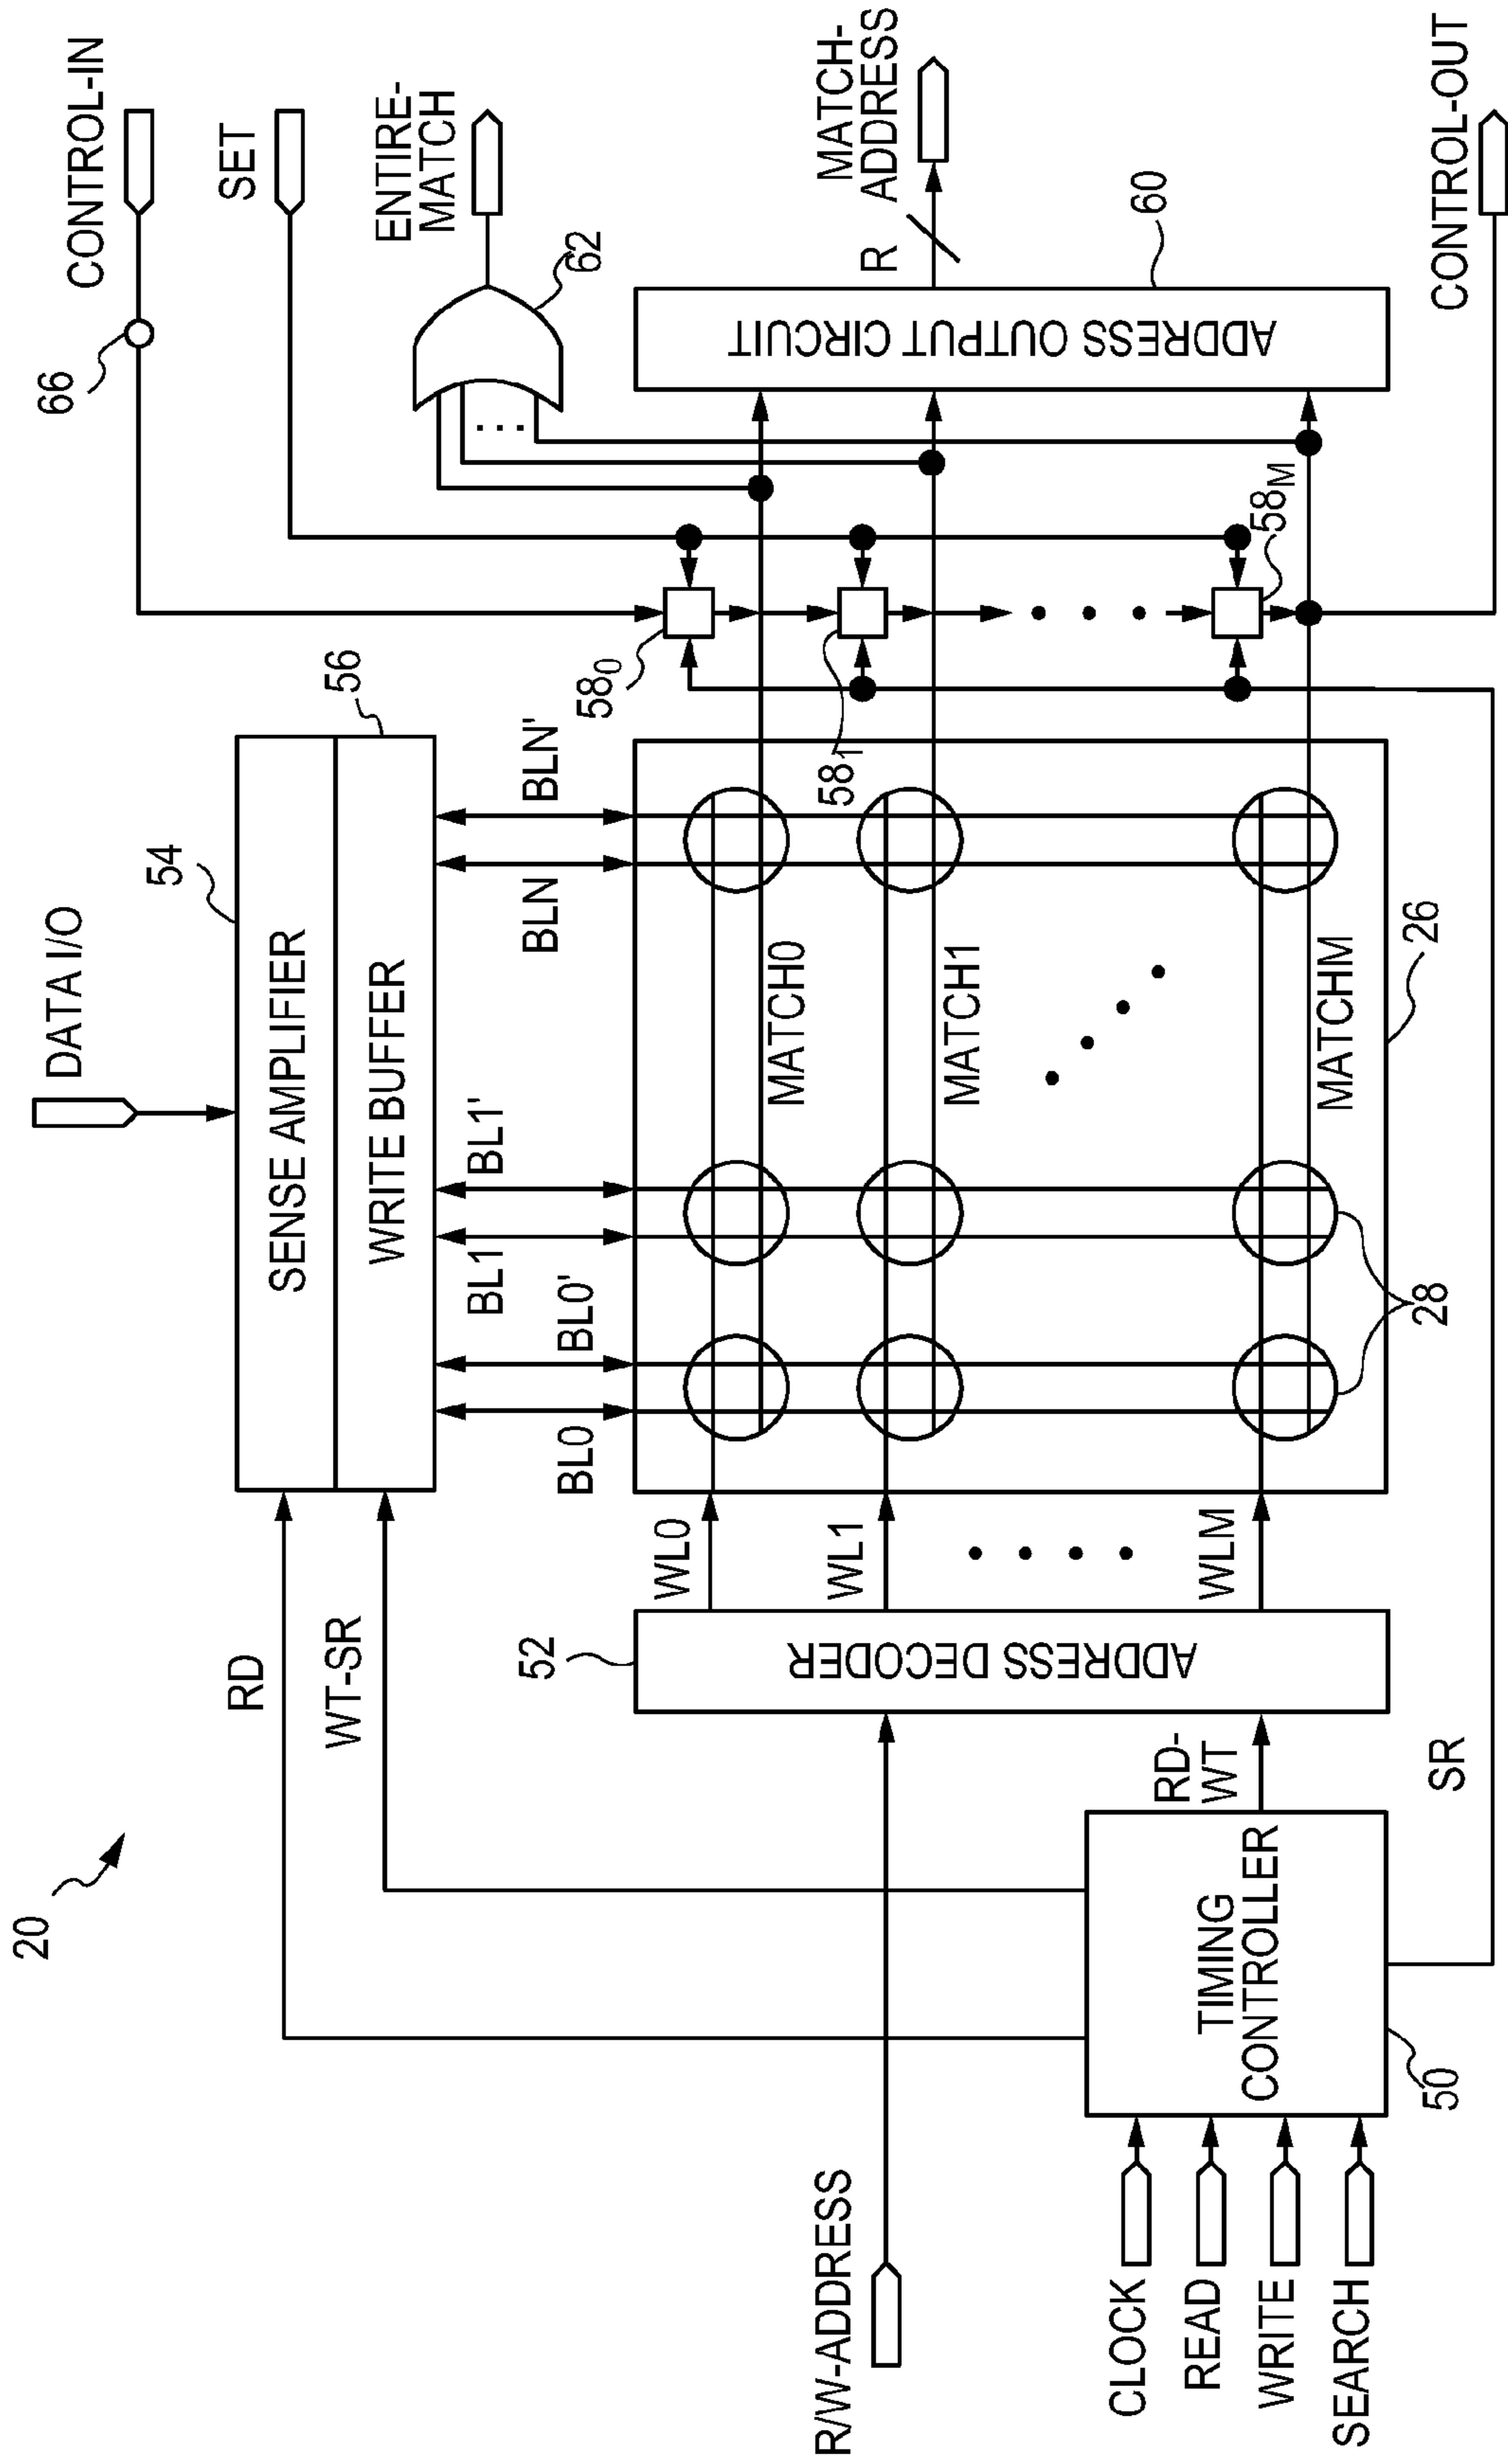 20
DATA I/O
CONTROL-IN
66
SET
54
SENSE AMPLIFIER
WRITE BUFFER
56
RD
WT-SR
ENTIRE-
MATCH
62
BL0
BL0'
BL1
BL1'
BLN
BLN'
58₀
58₁
58M
52
ADDRESS DECODER
WL0
WL1
WLM
MATCH0
MATCH1
MATCHM
28
26
ADDRESS OUTPUT CIRCUIT
60
R
MATCH-
ADDRESS
R/W-ADDRESS
CLOCK
READ
WRITE
SEARCH
TIMING
CONTROLLER
50
RD-
WT
SR
CONTROL-OUT